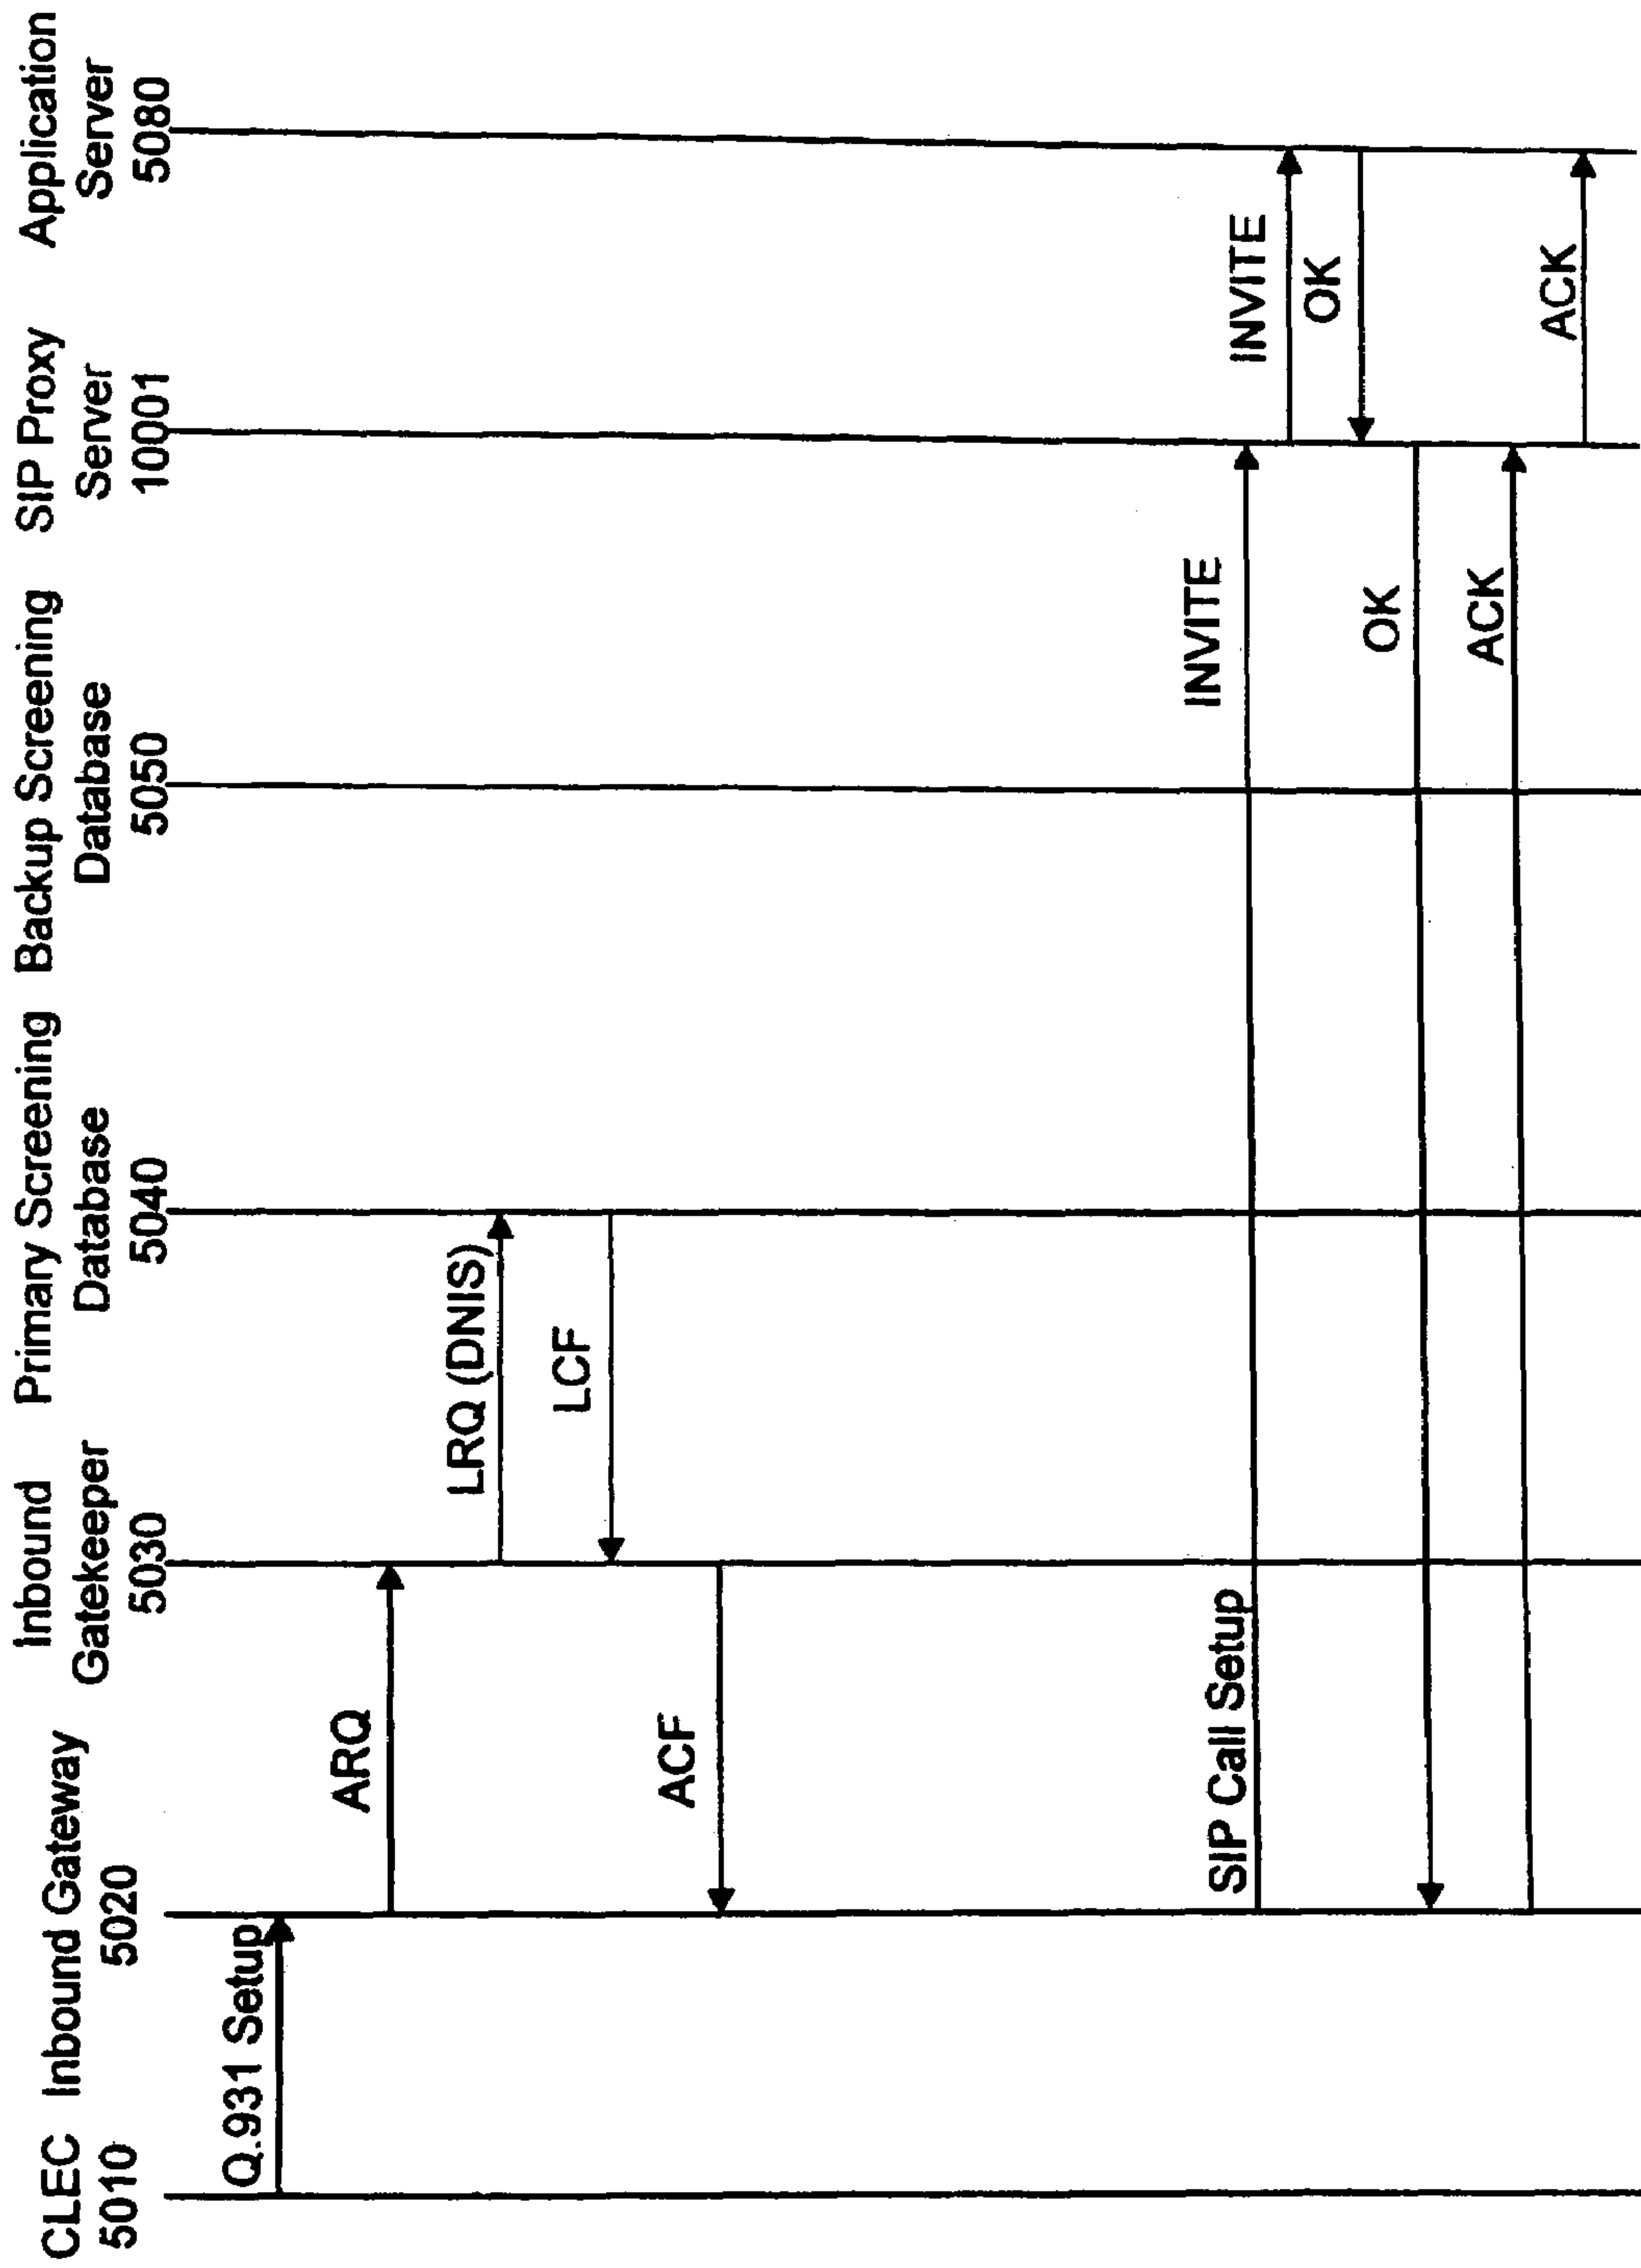 CLEC
5010
Inbound Gateway
5020
Inbound
Gatekeeper
5030
Primary Screening
Database
5040
Backup Screening
Database
5050
SIP Proxy
Server
10001
Application
Server
5080
Q.931 Setup
ARQ
LRQ (DNIS)
LCF
ACF
SIP Call Setup
INVITE
INVITE
OK
OK
ACK
ACK